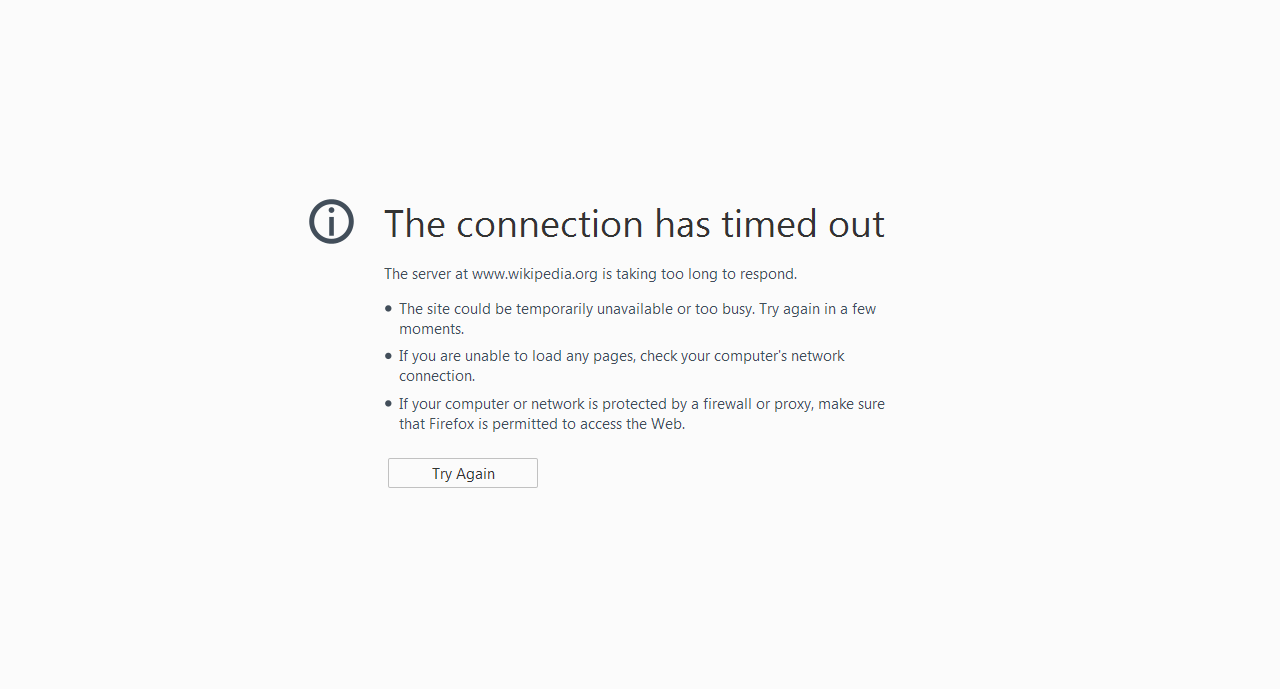 The connection has timed out
The server at www.wikipedia.org is taking too long to respond.
The site could be temporarily unavailable or too busy. Try again in a few
moments.
If you are unable to load any pages, check your computer's network
connection.
If your computer or network is protected by a firewall or proxy, make sure
that Firefox is permitted to access the Web.
Try Again